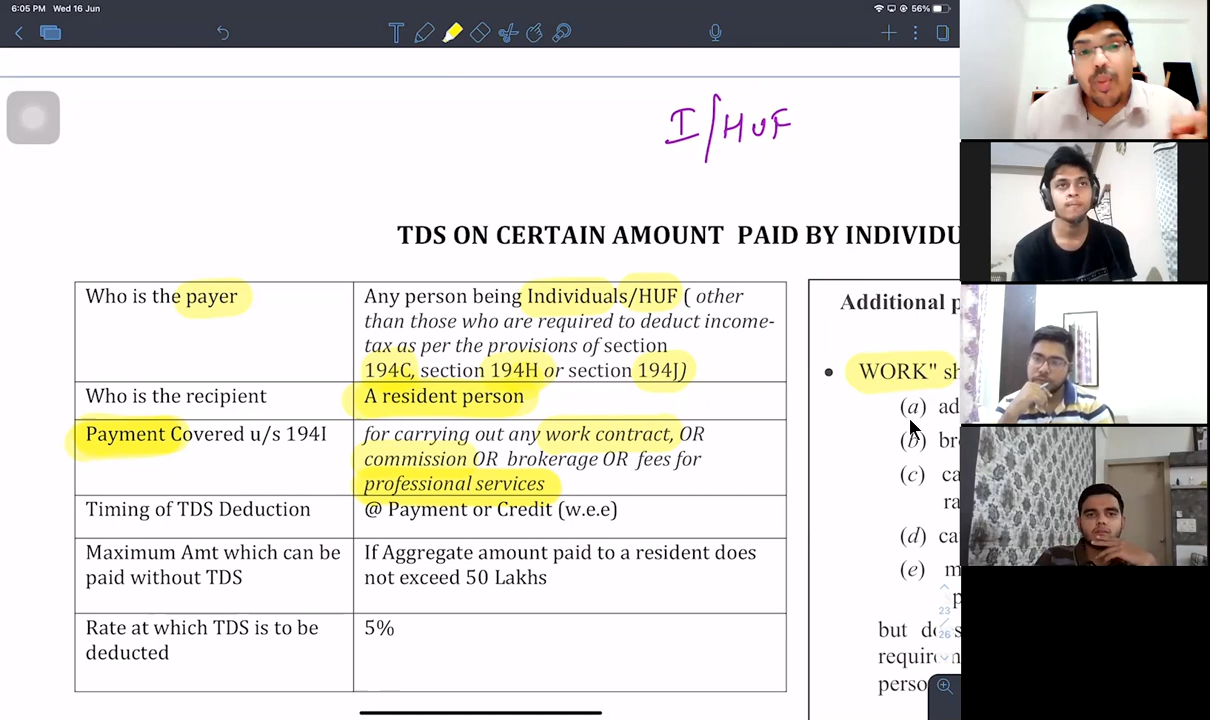 6:05 PM Wed 16 Jun
56%
I/HUF
TDS ON CERTAIN AMOUNT PAID BY INDIVIDU
Who is the payer
Any person being Individuals/HUF ( other
than those who are required to deduct income-
tax as per the provisions of section
194C, section 194H or section 194J)
Who is the recipient
A resident person
Payment Covered u/s 194I
for carrying out any work contract, OR
commission OR brokerage OR fees for
professional services
Timing of TDS Deduction
@ Payment or Credit (w.e.e)
Maximum Amt which can be
paid without TDS
If Aggregate amount paid to a resident does
not exceed 50 Lakhs
Rate at which TDS is to be
deducted
5%
Additional p
• WORK" sh
(a) ad
(b) br
(c) ca
ra
(d) ca
(e) m
p
23
/
26
but do s
requir
perso